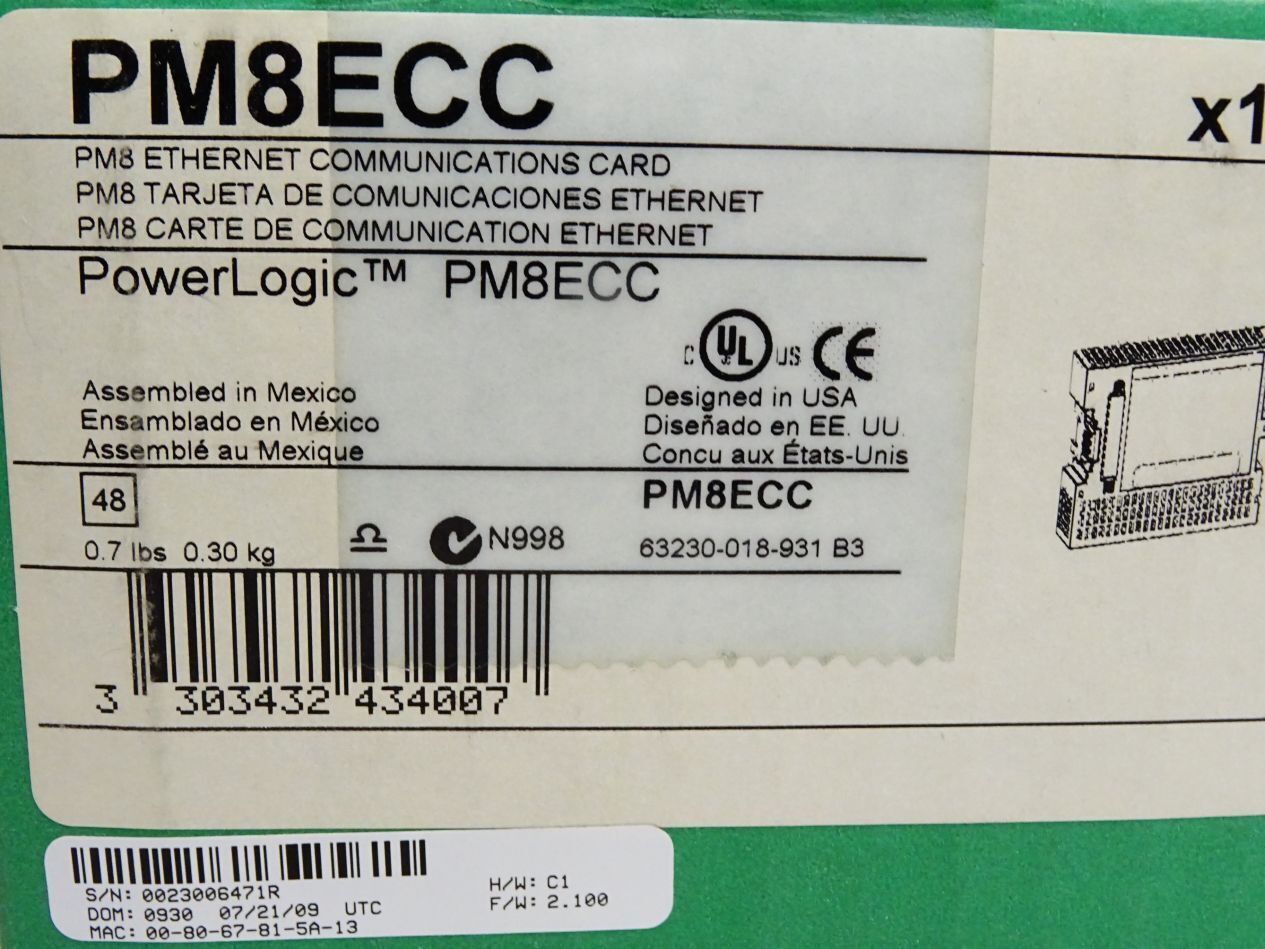 PM8ECC
x1
PM8 ETHERNET COMMUNICATIONS CARD
PM8 TARJETA DE COMUNICACIONES ETHERNET
PM8 CARTE DE COMMUNICATION ETHERNET
PowerLogic™ PM8ECC
C UL US CE
Assembled in Mexico
Ensamblado en México
Assemblé au Mexique
Designed in USA
Diseñado en EE. UU.
Concu aux États-Unis
48
PM8ECC
0.7 lbs 0.30 kg
N998
63230-018-931 B3
3 303432 434007
S/N: 0023006471R
DOM: 0930 07/21/09 UTC
MAC: 00-80-67-81-5A-13
H/W: C1
F/W: 2.100